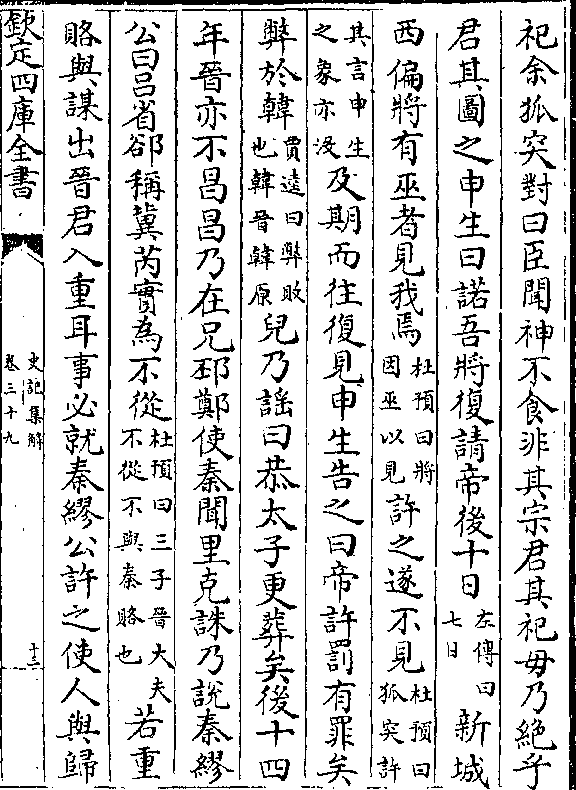 祀余狐突對曰臣聞神不食非其宗君其祀毋乃絶乎
君其圖之申生曰諾吾將復請帝後十日左傳曰七日新城
西偏將有巫者見我焉杜預曰將因巫以見許之遂不見杜預曰狐突許
其言申生之象亦沒及期而往復見申生告之曰帝許罰有罪矣
弊於韓賈逵曰弊敗也韓晉韓原兒乃謡曰恭太子更葬矣後十四
年晉亦不昌昌乃在兄邳鄭使秦聞里克誅乃説秦繆
公曰吕省郤稱冀芮實為不從杜預曰三子晉大夫不從不與秦賂也若重
賂與謀出晉君入重耳事必就秦繆公許之使人與歸
欽定四庫全書
史記集解
卷三十九
十三